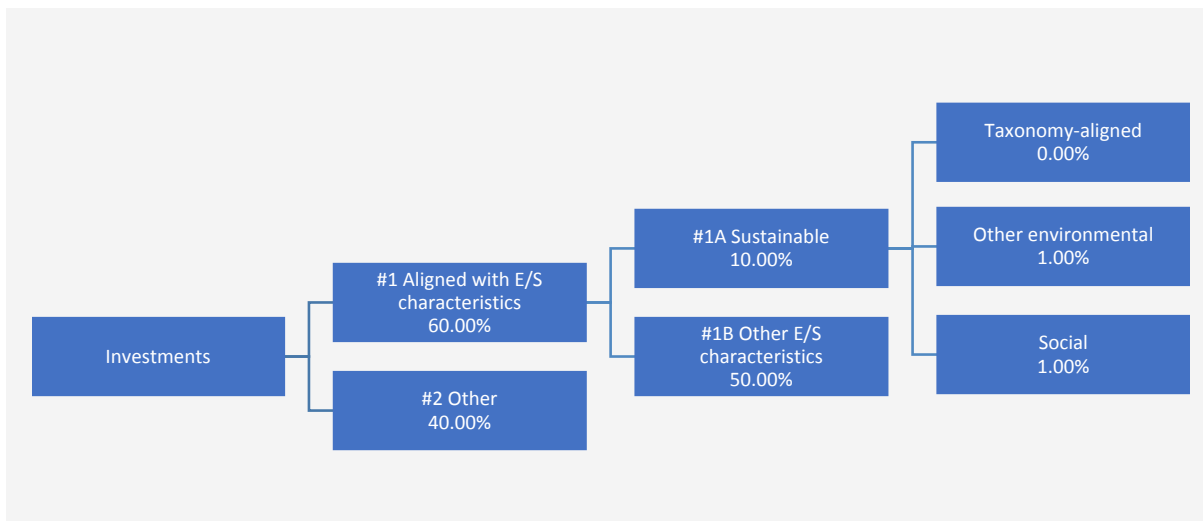 Investments
#1 Aligned with E/S
characteristics
60.00%
#2 Other
40.00%
#1A Sustainable
10.00%
#1B Other E/S
characteristics
50.00%
Taxonomy-aligned
0.00%
Other environmental
1.00%
Social
1.00%